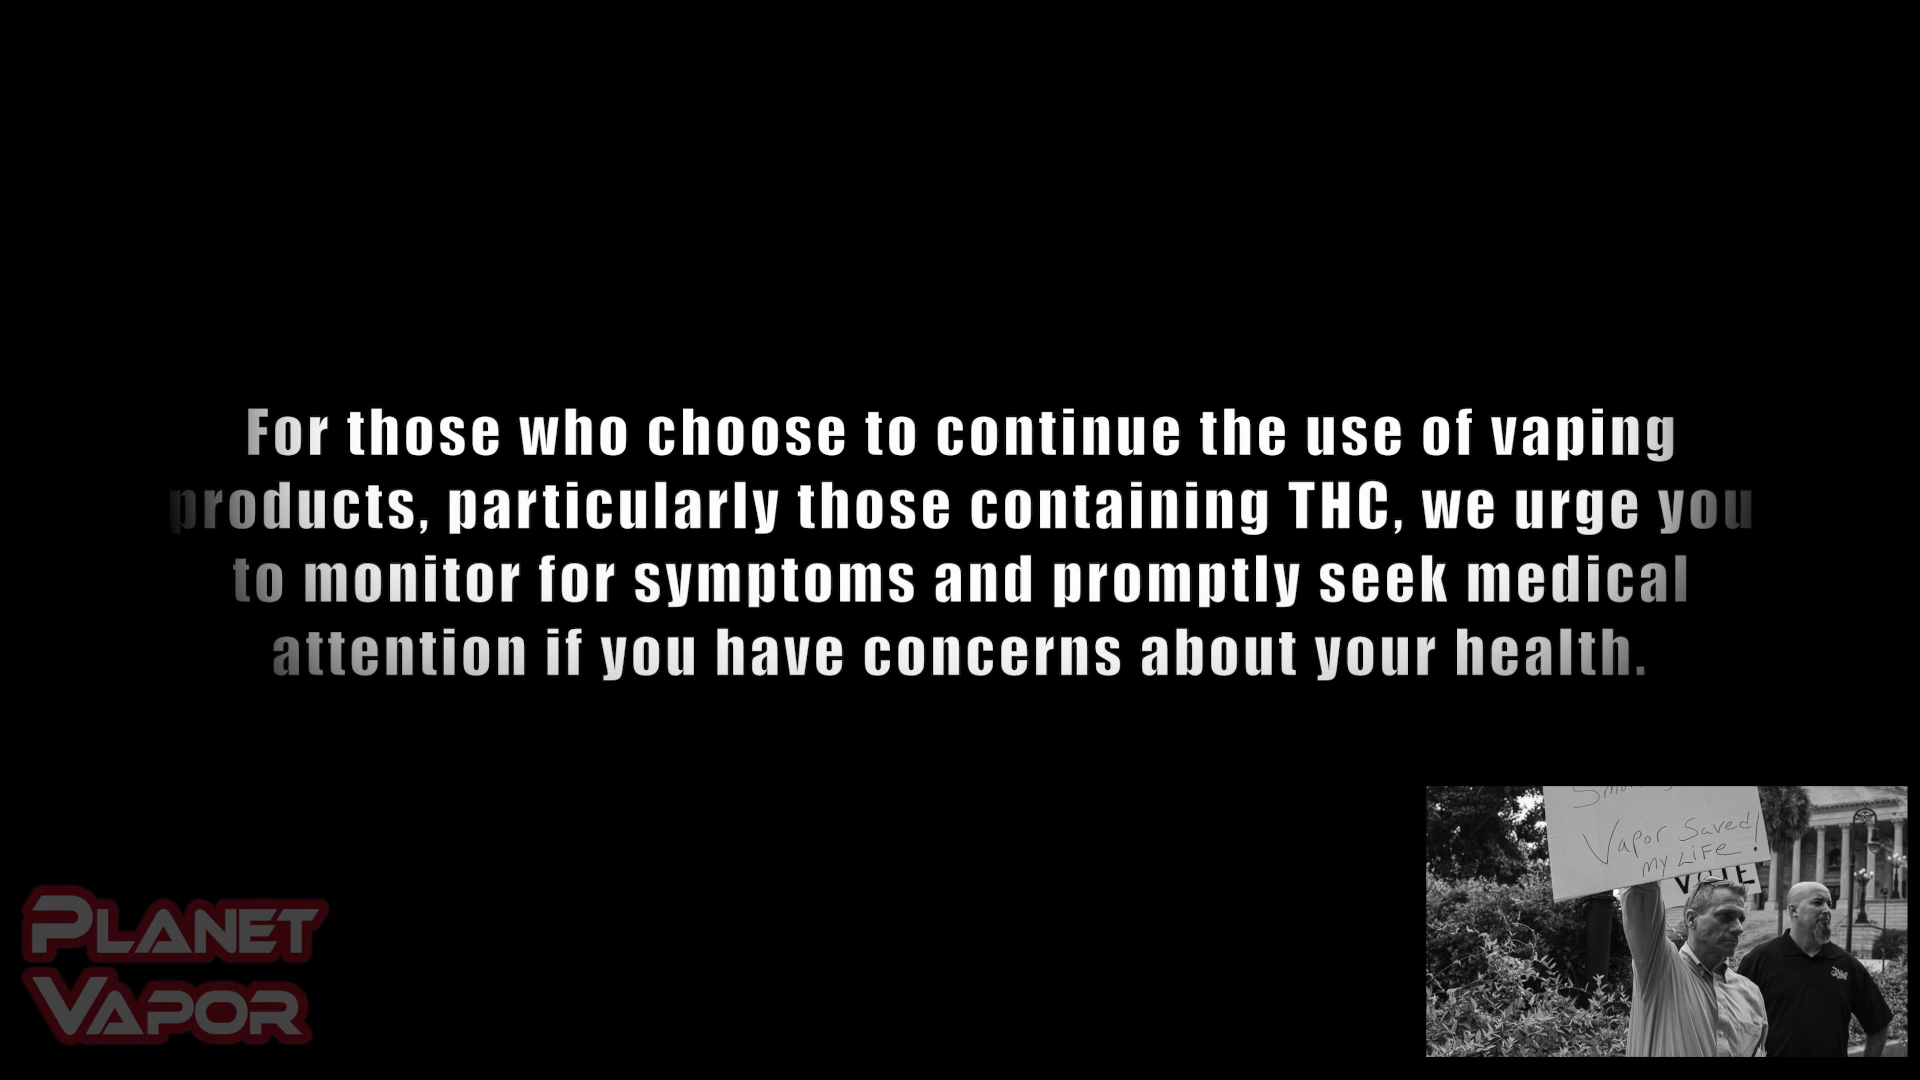 For those who choose to continue the use of vaping
products, particularly those containing THC, we urge you
to monitor for symptoms and promptly seek medical
attention if you have concerns about your health.
Vapor Saved
my LiFe!
VOTE
PLANET
VAPOR